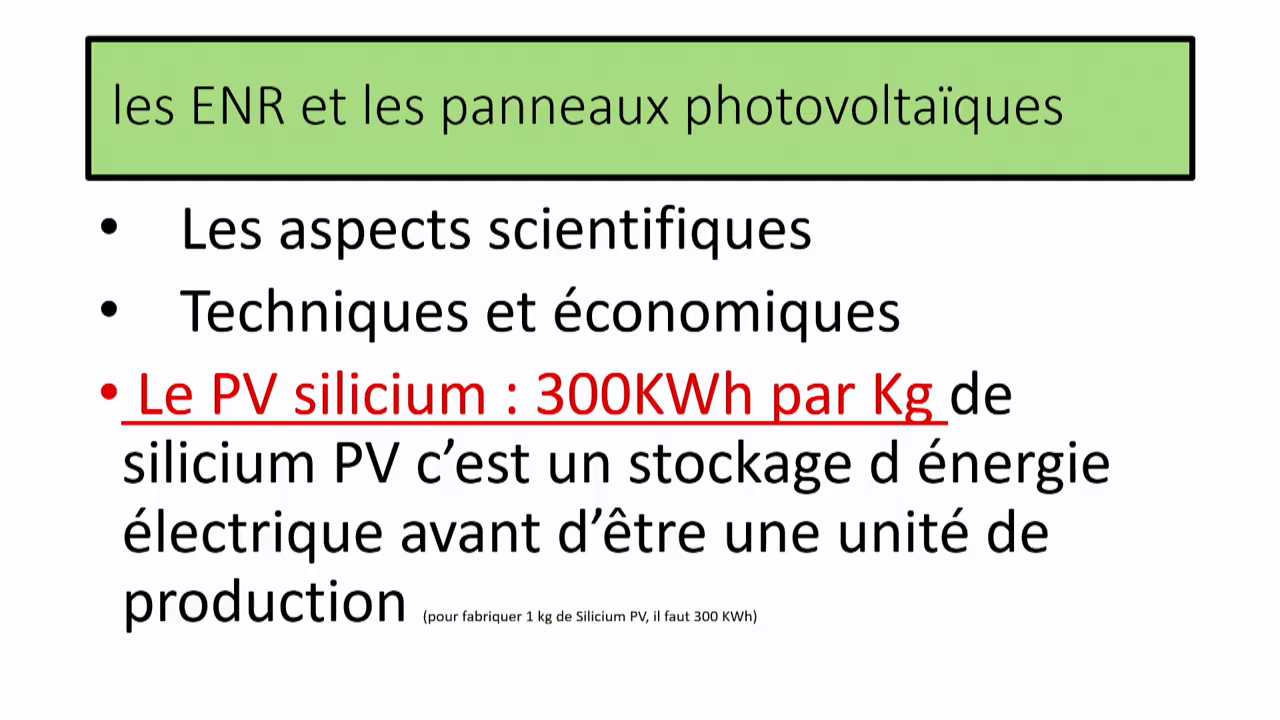 les ENR et les panneaux photovoltaïques
• Les aspects scientifiques
• Techniques et économiques
• Le PV silicium : 300KWh par Kg de
silicium PV c’est un stockage d énergie
électrique avant d’être une unité de
production (pour fabriquer 1 kg de Silicium PV, il faut 300 KWh)